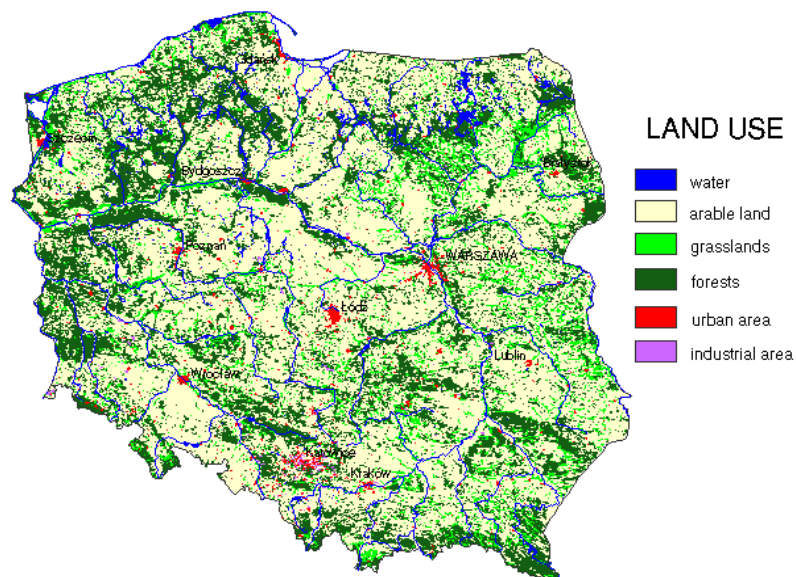 Gdańsk
Szczecin
Bydgoszcz
Białystok
Poznań
WARSZAWA
Łódź
Lublin
Wrocław
Katowice
Kraków
LAND USE
water
arable land
grasslands
forests
urban area
industrial area